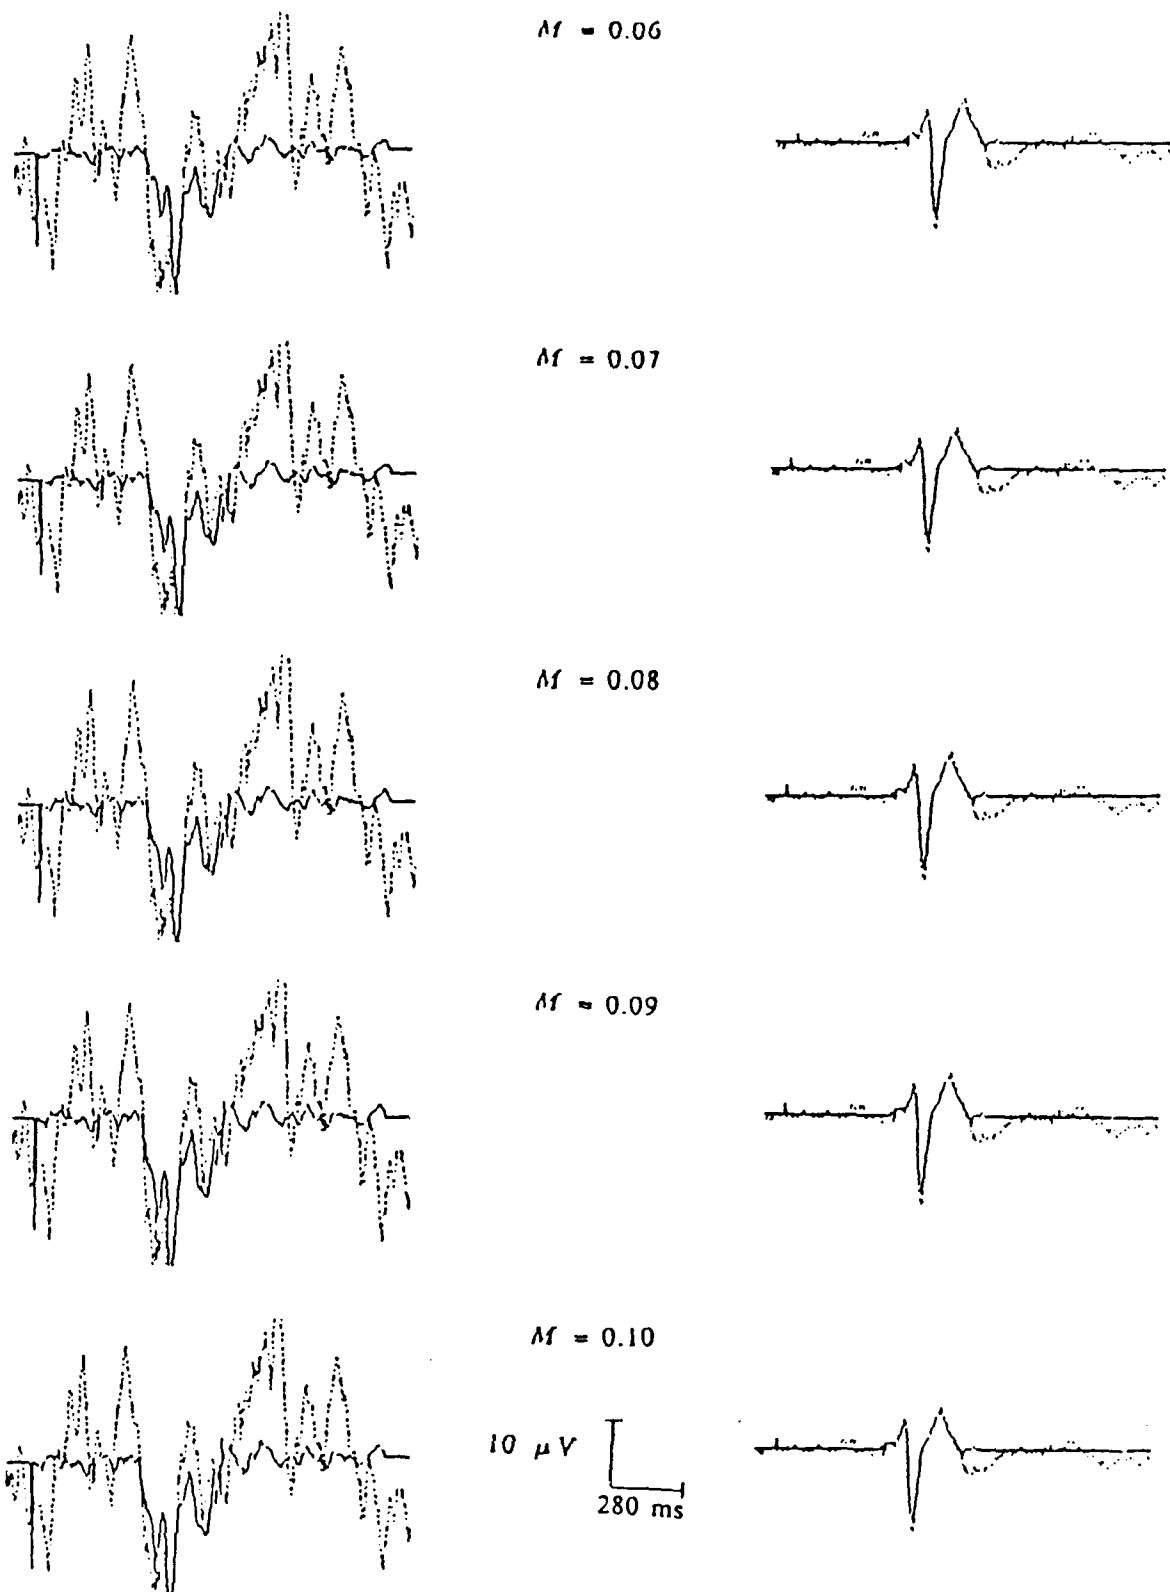 M = 0.06
M = 0.07
M = 0.08
M = 0.09
M = 0.10
10 μV
280 ms